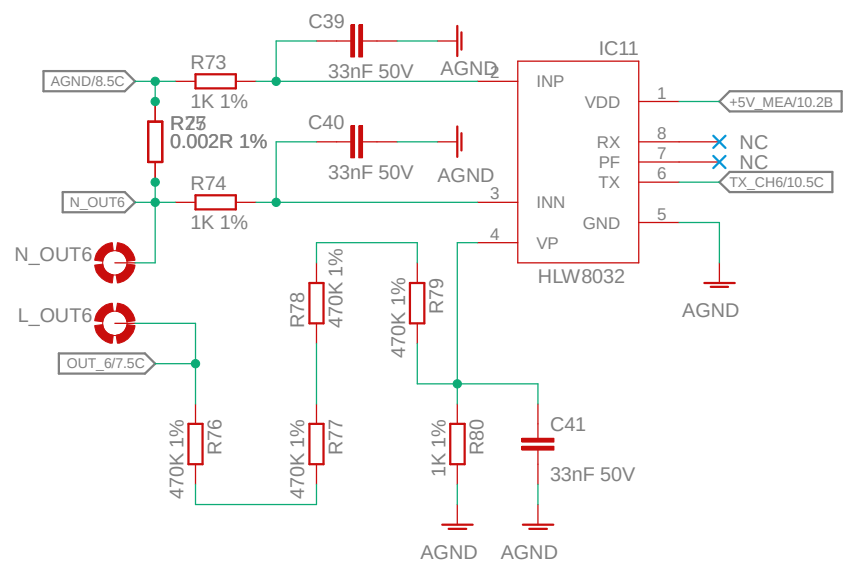 C39
33nF 50V
AGND
R73
1K 1%
AGND/8.5C
0.002R 1%
C40
33nF 50V
AGND
R74
1K 1%
N_OUT6
N_OUT6
L_OUT6
OUT_6/7.5C
IC11
2
INP
3
INN
4
VP
VDD
1
+5V_MEA/10.2B
RX
8
NC
PF
7
NC
TX
6
TX_CH6/10.5C
GND
5
HLW8032
AGND
R78
470K 1%
470K 1%
R79
470K 1%
R76
470K 1%
R77
1K 1%
R80
C41
33nF 50V
AGND
AGND